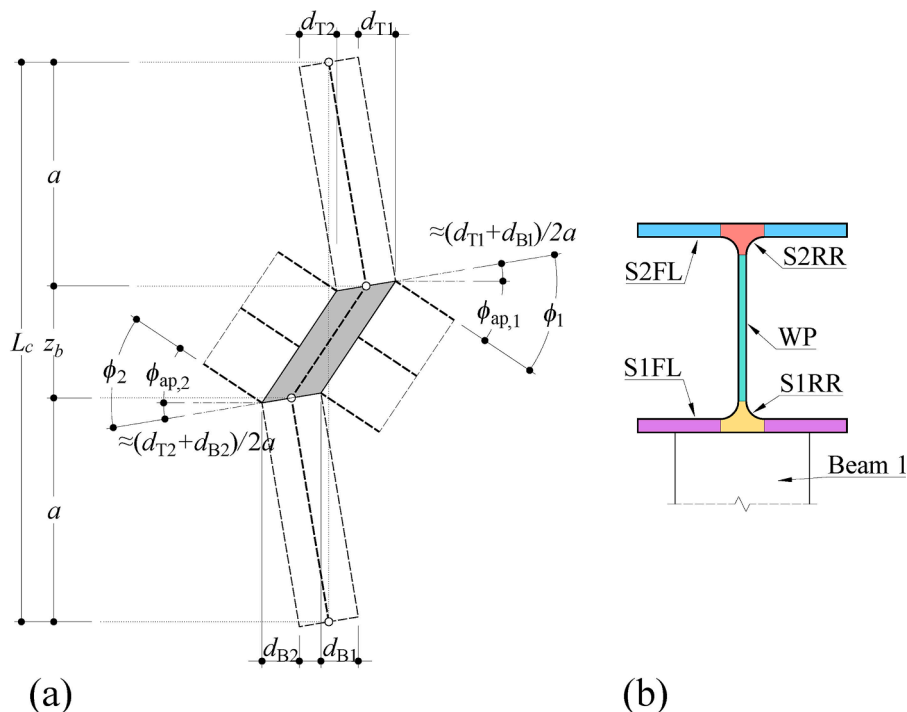 d_T2 d_T1
a
≈(d_T1+d_B1)/2a
ϕ_ap,1
ϕ_1
L_c z_b
ϕ_2
ϕ_ap,2
≈(d_T2+d_B2)/2a
a
d_B2 d_B1
(a)
S2FL
S2RR
WP
S1FL
S1RR
Beam 1
(b)